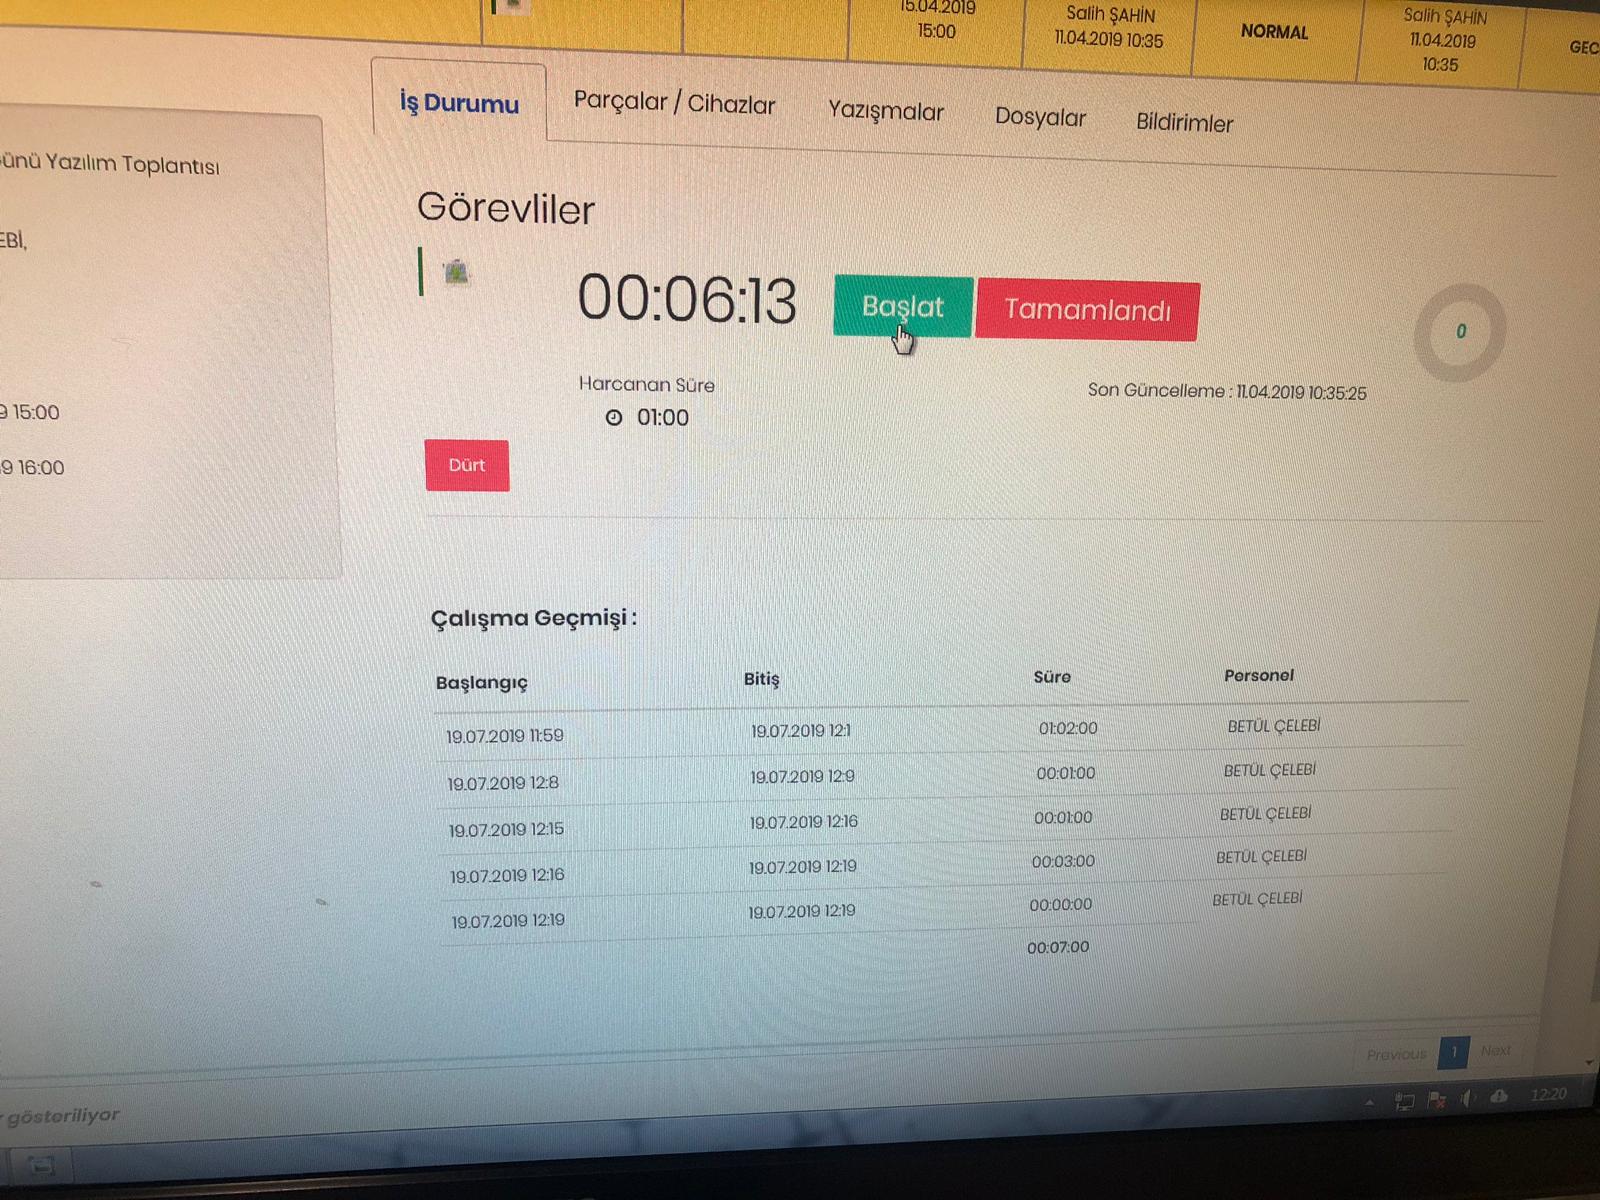 15.04.2019
15:00
Salih ŞAHİN
11.04.2019 10:35
NORMAL
Salih ŞAHİN
11.04.2019
10:35
İş Durumu
Parçalar / Cihazlar
Yazışmalar
Dosyalar
Bildirimler
Yazılım Toplantısı
15:00
16:00
Görevliler
00:06:13
Başlat
Tamamlandı
0
Harcanan Süre
01:00
Son Güncelleme : 11.04.2019 10:35:25
Dürt
Çalışma Geçmişi :
Başlangıç Bitiş Süre Personel
19.07.2019 11:59 19.07.2019 12:1 01:02:00 BETÜL ÇELEBİ
19.07.2019 12:8 19.07.2019 12:9 00:01:00 BETÜL ÇELEBİ
19.07.2019 12:15 19.07.2019 12:16 00:01:00 BETÜL ÇELEBİ
19.07.2019 12:16 19.07.2019 12:19 00:03:00 BETÜL ÇELEBİ
19.07.2019 12:19 19.07.2019 12:19 00:00:00 BETÜL ÇELEBİ
00:07:00
Previous 1 Next
gösteriliyor
12:20